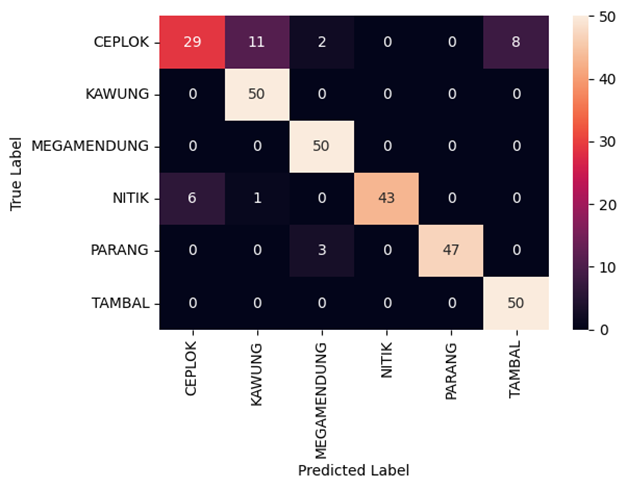 CEPLOK 29 11 2 0 0 8
KAWUNG 0 50 0 0 0 0
MEGAMENDUNG 0 0 50 0 0 0
NITIK 6 1 0 43 0 0
PARANG 0 0 3 0 47 0
TAMBAL 0 0 0 0 0 50
True Label
CEPLOK
KAWUNG
MEGAMENDUNG
NITIK
PARANG
TAMBAL
Predicted Label
50
40
30
20
10
0